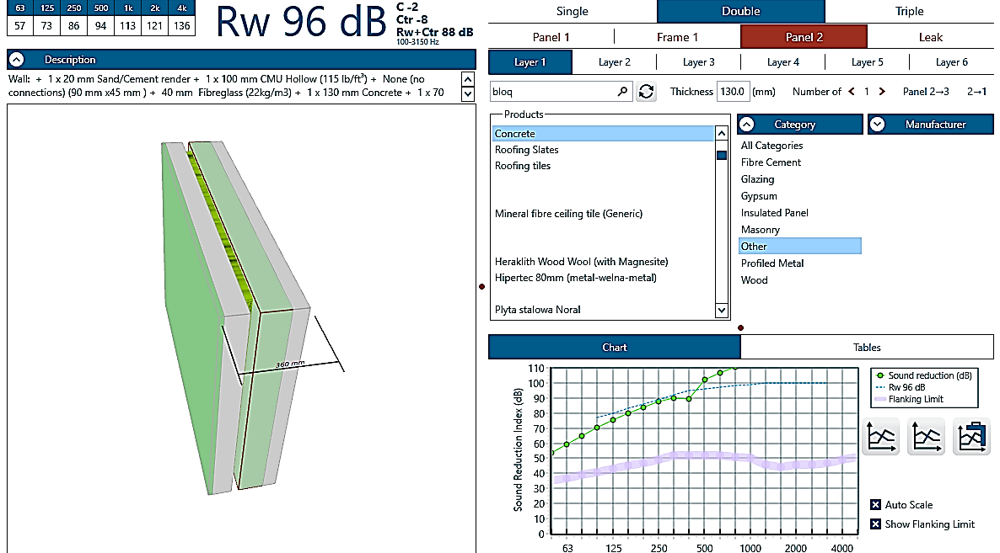 63 125 250 500 1k 2k 4k
57 73 86 94 113 121 136
Rw 96 dB
C -2
Ctr -8
Rw+Ctr 88 dB
100-3150 Hz
Description
Wall: + 1 x 20 mm Sand/Cement render + 1 x 100 mm CMU Hollow (115 lb/ft³) + None (no
connections) (90 mm x45 mm ) + 40 mm Fibreglass (22kg/m3) + 1 x 130 mm Concrete + 1 x 70
360 mm
Single Double Triple
Panel 1 Frame 1 Panel 2 Leak
Layer 1 Layer 2 Layer 3 Layer 4 Layer 5 Layer 6
bloq
Thickness 130.0 (mm) Number of < 1 > Panel 2→3 2→1
Products
Concrete
Roofing Slates
Roofing tiles
Mineral fibre ceiling tile (Generic)
Heraklith Wood Wool (with Magnesite)
Hipertec 80mm (metal-welna-metal)
Plyta stalowa Noral
Category
All Categories
Fibre Cement
Glazing
Gypsum
Insulated Panel
Masonry
Other
Profiled Metal
Wood
Manufacturer
Chart Tables
Sound Reduction Index (dB)
110
100
90
80
70
60
50
40
30
20
10
0
63 125 250 500 1000 2000 4000
Sound reduction (dB)
Rw 96 dB
Flanking Limit
Auto Scale
Show Flanking Limit